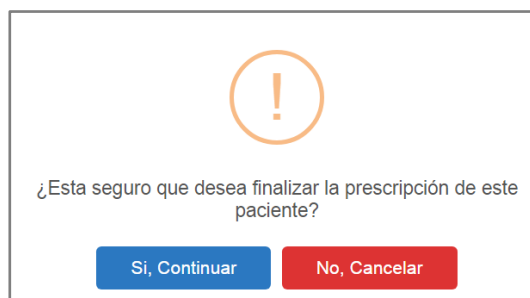 !
¿Esta seguro que desea finalizar la prescripción de este
paciente?
Si, Continuar
No, Cancelar